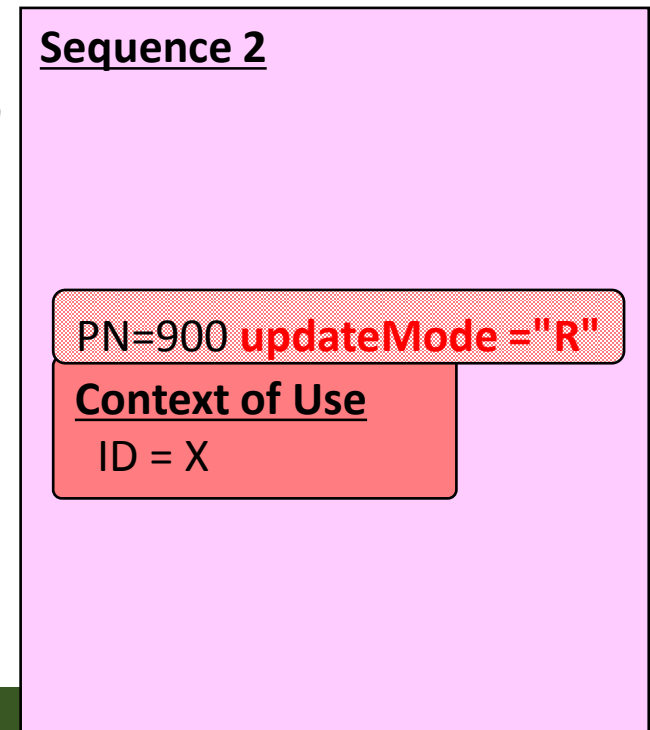 Sequence 2
PN=900 updateMode ="R"
Context of Use
ID = X